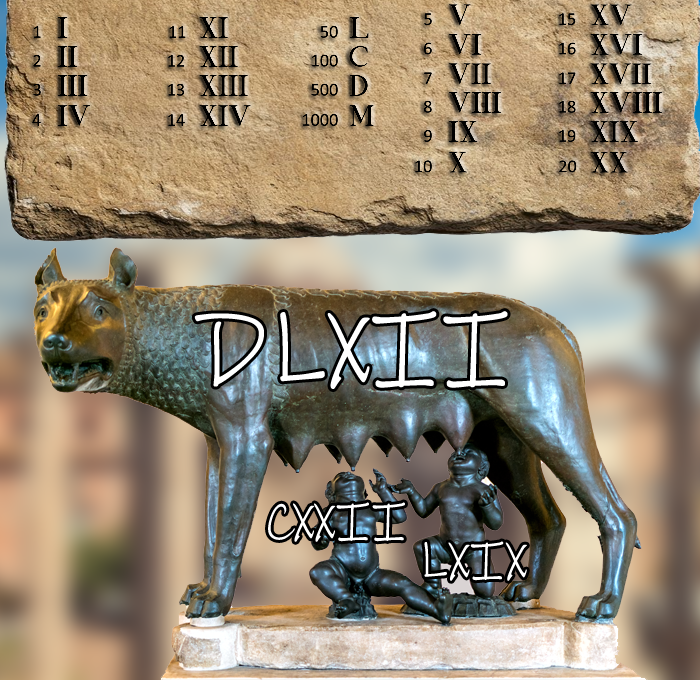 1 I 11 XI 50 L 5 V 15 XV
2 II 12 XII 100 C 6 VI 16 XVI
3 III 13 XIII 500 D 7 VII 17 XVII
4 IV 14 XIV 1000 M 8 VIII 18 XVIII
9 IX 19 XIX
10 X 20 XX
DLXII
CXXII
LXIX